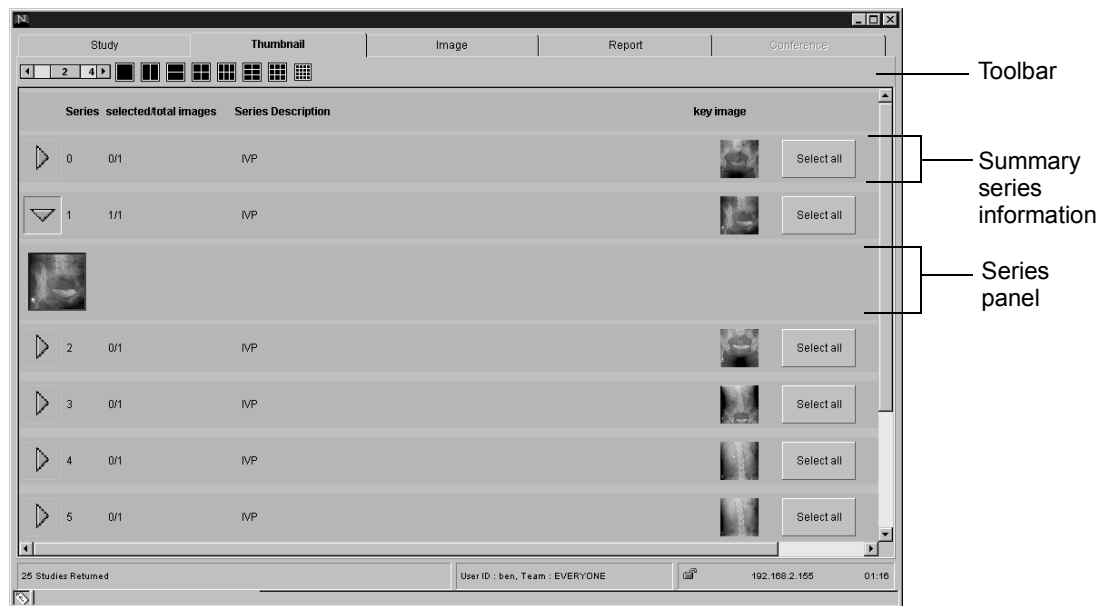 N
Study Thumbnail Image Report Conference
2 4
Series selected/total images Series Description key image
0 0/1 IVP Select all
1 1/1 IVP Select all
2 0/1 IVP Select all
3 0/1 IVP Select all
4 0/1 IVP Select all
5 0/1 IVP Select all
25 Studies Returned User ID : ben, Team : EVERYONE 192.168.2.155 01:16
Toolbar
Summary
series
information
Series
panel